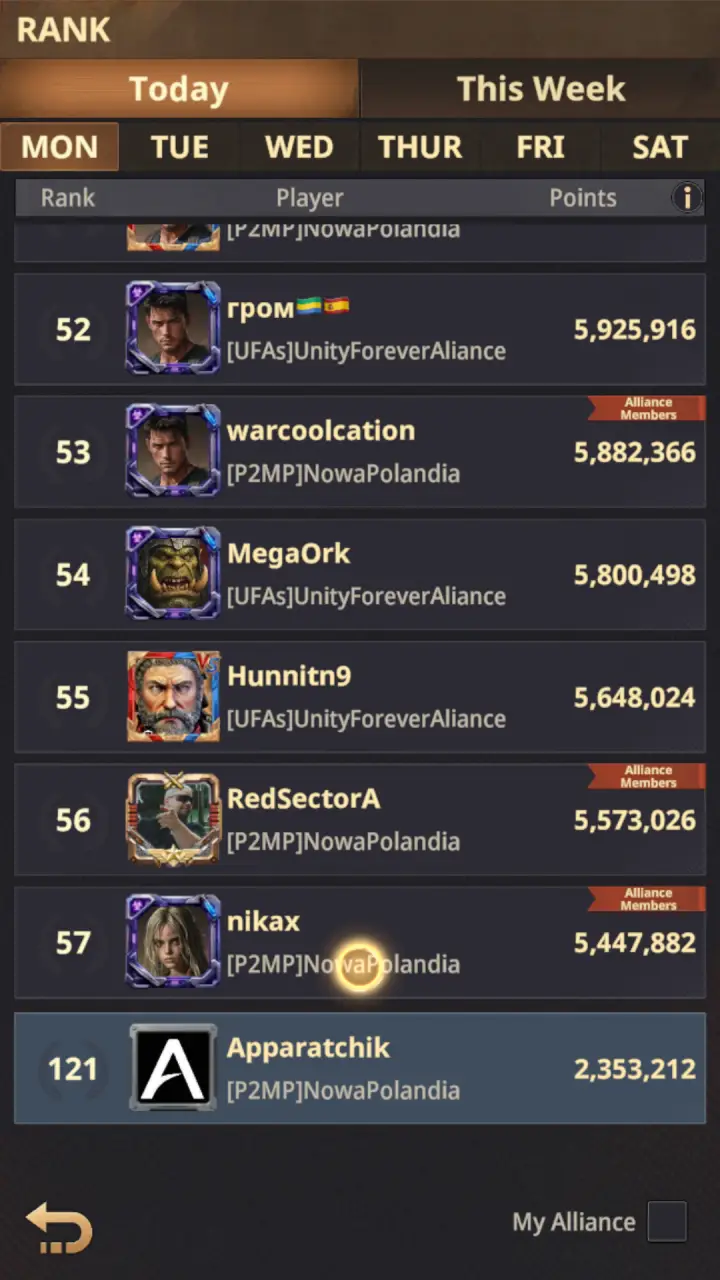 RANK
Today This Week
MON TUE WED THUR FRI SAT
Rank Player Points i
[P2MP]NowaPolandia
52 гром🇬🇦🇪🇸 5,925,916
[UFAs]UnityForeverAlliance
Alliance Members
53 warcoolcation 5,882,366
[P2MP]NowaPolandia
54 MegaOrk 5,800,498
[UFAs]UnityForeverAlliance
55 Hunnitn9 5,648,024
[UFAs]UnityForeverAlliance
Alliance Members
56 RedSectorA 5,573,026
[P2MP]NowaPolandia
Alliance Members
57 nikax 5,447,882
[P2MP]NowaPolandia
121 Apparatchik 2,353,212
[P2MP]NowaPolandia
My Alliance